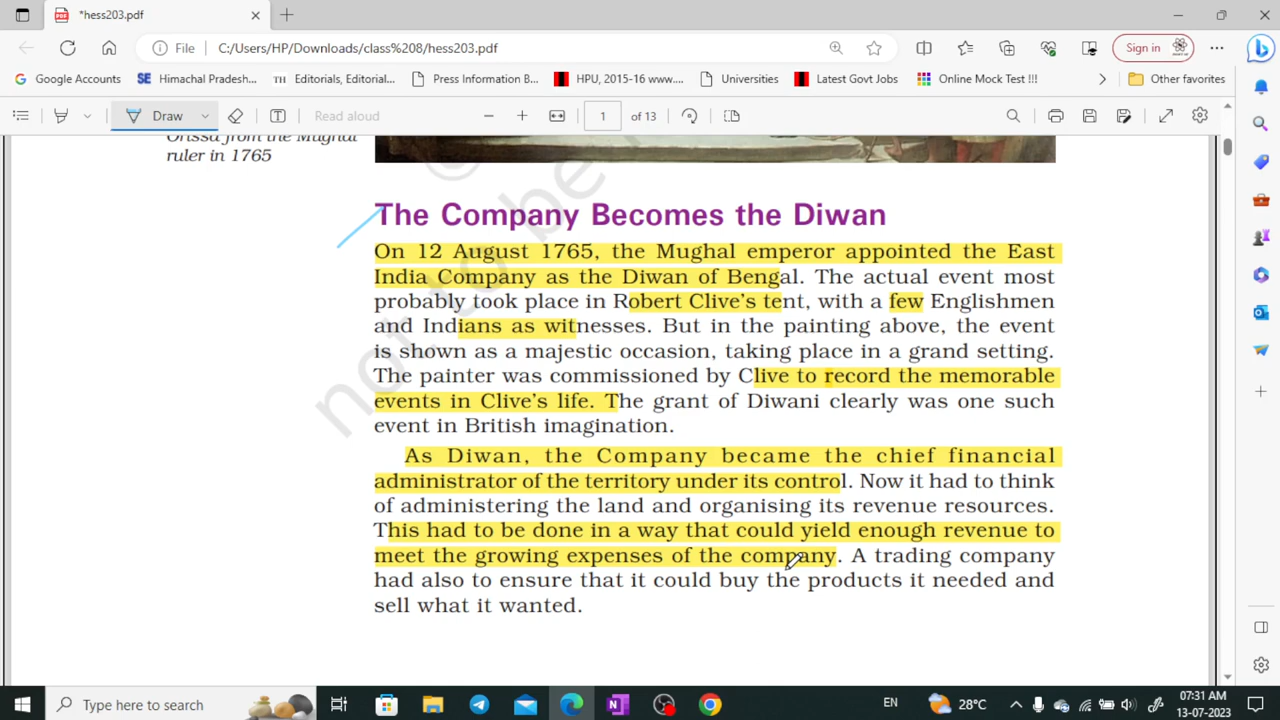 *hess203.pdf
File C:/Users/HP/Downloads/class%208/hess203.pdf Sign in
Google Accounts SE Himachal Pradesh... TH Editorials, Editorial... Press Information B... HPU, 2015-16 www.... Universities Latest Govt Jobs Online Mock Test !!! Other favorites
Draw Read aloud 1 of 13
Orissa from the Mughal
ruler in 1765
not to be
The Company Becomes the Diwan
On 12 August 1765, the Mughal emperor appointed the East
India Company as the Diwan of Bengal. The actual event most
probably took place in Robert Clive's tent, with a few Englishmen
and Indians as witnesses. But in the painting above, the event
is shown as a majestic occasion, taking place in a grand setting.
The painter was commissioned by Clive to record the memorable
events in Clive's life. The grant of Diwani clearly was one such
event in British imagination.
As Diwan, the Company became the chief financial
administrator of the territory under its control. Now it had to think
of administering the land and organising its revenue resources.
This had to be done in a way that could yield enough revenue to
meet the growing expenses of the company. A trading company
had also to ensure that it could buy the products it needed and
sell what it wanted.
Type here to search EN 28°C 07:31 AM
13-07-2023